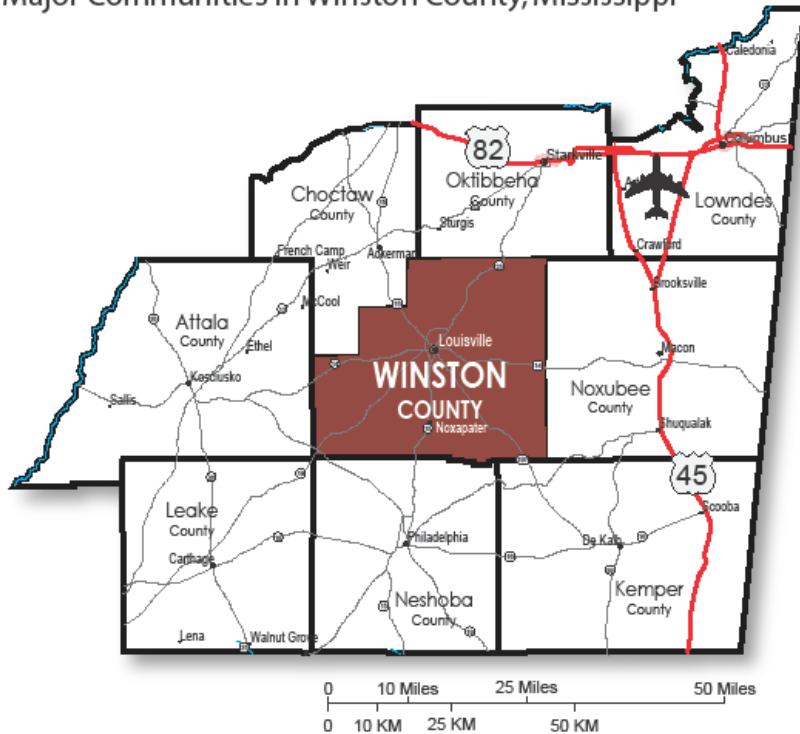 Major Communities in Winston County, Mississippi
Caledonia
Columbus
82
Starkville
Oktibbeha
County
Choctaw
County
Lowndes
County
Sturgis
Crawford
French Camp
Ackerman
Weir
Brooksville
McCool
Attala
County
Ethel
Louisville
Macon
Kosciusko
WINSTON
COUNTY
Noxubee
County
Sallis
Noxapater
Shuqualak
45
Leake
County
Scooba
Philadelphia
De Kalb
Carthage
Neshoba
County
Kemper
County
Lena
Walnut Grove
0 10 Miles 25 Miles 50 Miles
0 10 KM 25 KM 50 KM